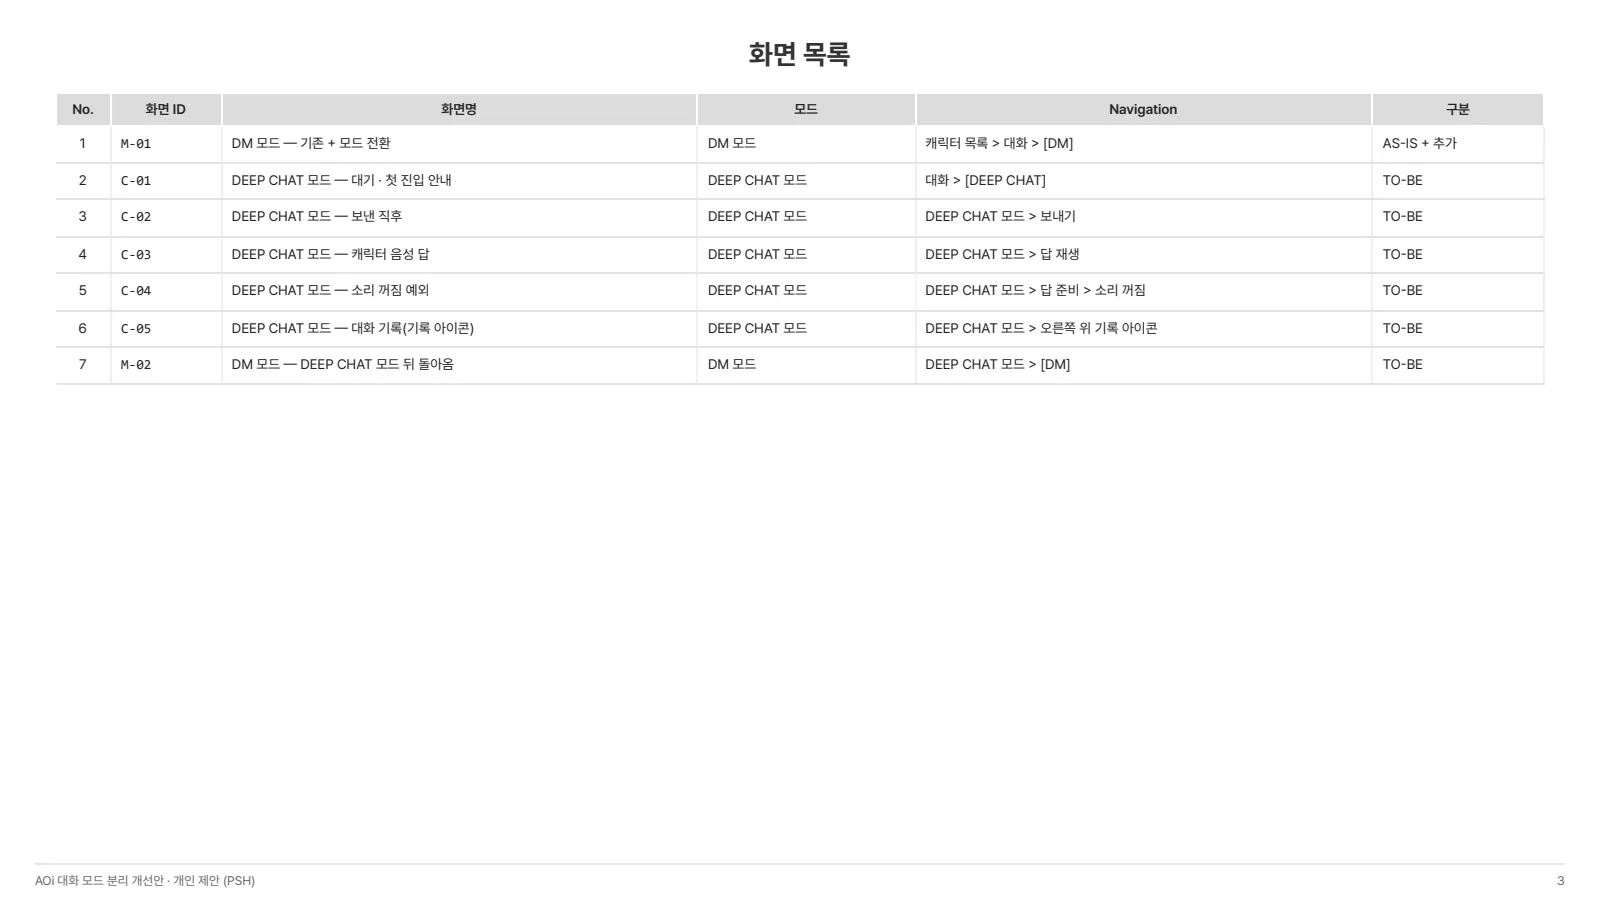 화면 목록
No. 화면 ID 화면명 모드 Navigation 구분
1 M-01 DM 모드 — 기존 + 모드 전환 DM 모드 캐릭터 목록 > 대화 > [DM] AS-IS + 추가
2 C-01 DEEP CHAT 모드 — 대기 · 첫 진입 안내 DEEP CHAT 모드 대화 > [DEEP CHAT] TO-BE
3 C-02 DEEP CHAT 모드 — 보낸 직후 DEEP CHAT 모드 DEEP CHAT 모드 > 보내기 TO-BE
4 C-03 DEEP CHAT 모드 — 캐릭터 음성 답 DEEP CHAT 모드 DEEP CHAT 모드 > 답 재생 TO-BE
5 C-04 DEEP CHAT 모드 — 소리 꺼짐 예외 DEEP CHAT 모드 DEEP CHAT 모드 > 답 준비 > 소리 꺼짐 TO-BE
6 C-05 DEEP CHAT 모드 — 대화 기록(기록 아이콘) DEEP CHAT 모드 DEEP CHAT 모드 > 오른쪽 위 기록 아이콘 TO-BE
7 M-02 DM 모드 — DEEP CHAT 모드 뒤 돌아옴 DM 모드 DEEP CHAT 모드 > [DM] TO-BE
AOi 대화 모드 분리 개선안 · 개인 제안 (PSH) 3